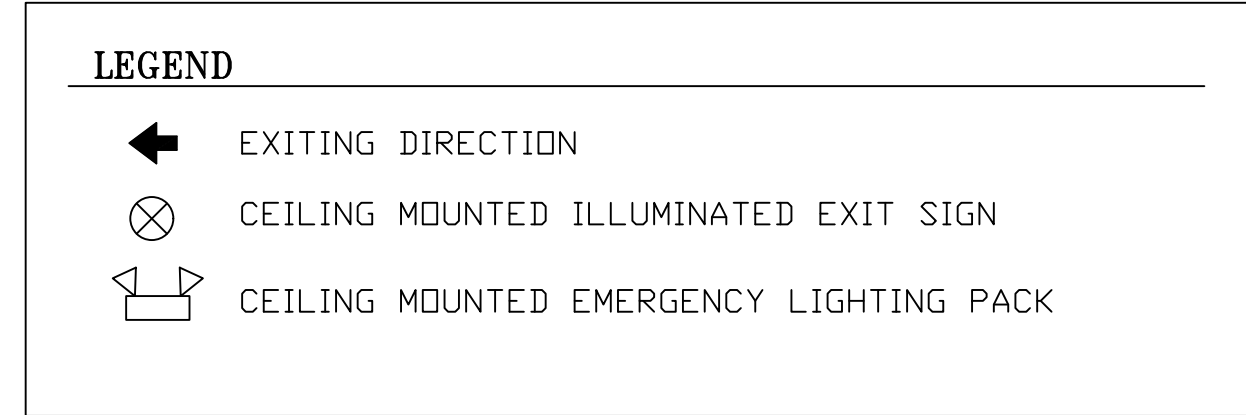 LEGEND
EXITING DIRECTION
CEILING MOUNTED ILLUMINATED EXIT SIGN
CEILING MOUNTED EMERGENCY LIGHTING PACK